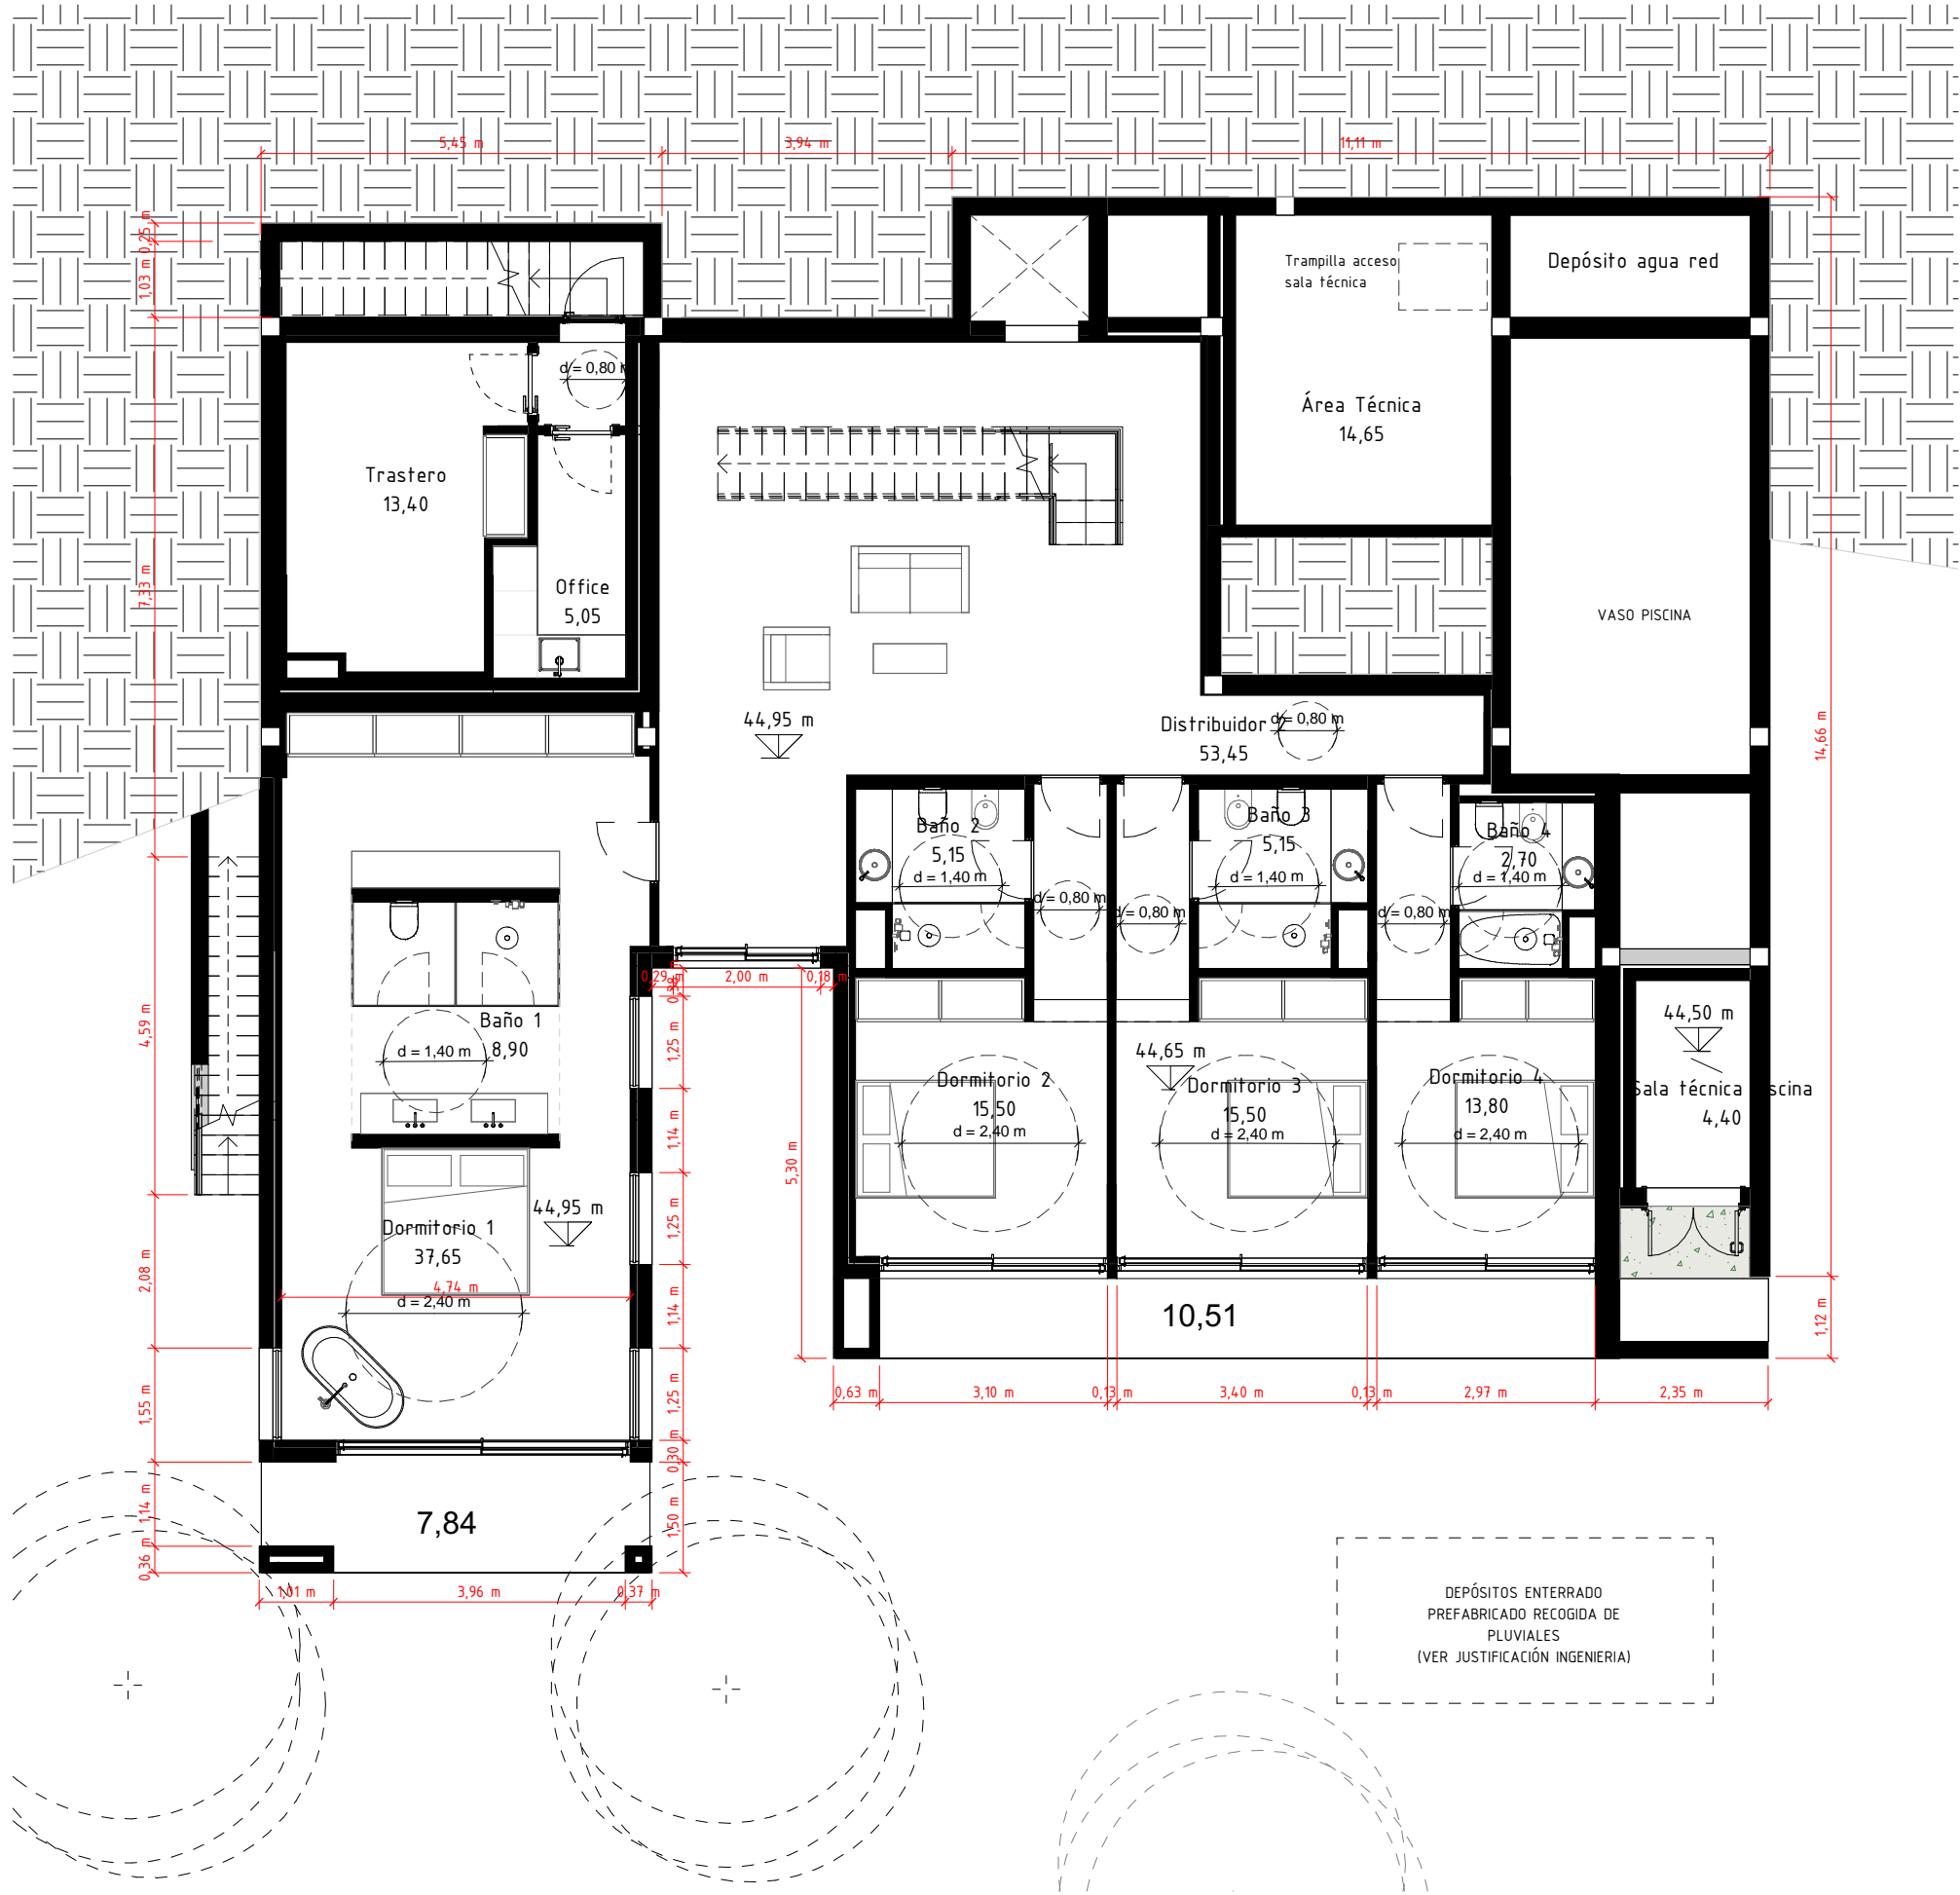 5,45 m
3,94 m
11,11 m
0,25 m
1,03 m
7,33 m
4,59 m
2,08 m
1,55 m
1,14 m
0,36 m
Trampilla acceso
sala técnica
Depósito agua red
d = 0,80 m
Área Técnica
14,65
Trastero
13,40
Office
5,05
VASO PISCINA
44,95 m
Distribuidor 2
53,45
d = 0,80 m
14,66 m
1,12 m
Baño 2
5,15
d = 1,40 m
d = 0,80 m
d = 0,80 m
Baño 3
5,15
d = 1,40 m
d = 0,80 m
Baño 4
2,70
d = 1,40 m
0,29 m
2,00 m
0,18 m
1,25 m
1,14 m
1,25 m
1,14 m
1,25 m
0,30 m
1,50 m
5,30 m
Baño 1
8,90
d = 1,40 m
44,65 m
44,50 m
Dormitorio 2
15,50
d = 2,40 m
Dormitorio 3
15,50
d = 2,40 m
Dormitorio 4
13,80
d = 2,40 m
Sala técnica scina
4,40
44,95 m
Dormitorio 1
37,65
4,74 m
d = 2,40 m
10,51
0,63 m
3,10 m
0,13 m
3,40 m
0,13 m
2,97 m
2,35 m
7,84
1,01 m
3,96 m
0,37 m
DEPÓSITOS ENTERRADO
PREFABRICADO RECOGIDA DE
PLUVIALES
(VER JUSTIFICACIÓN INGENIERIA)